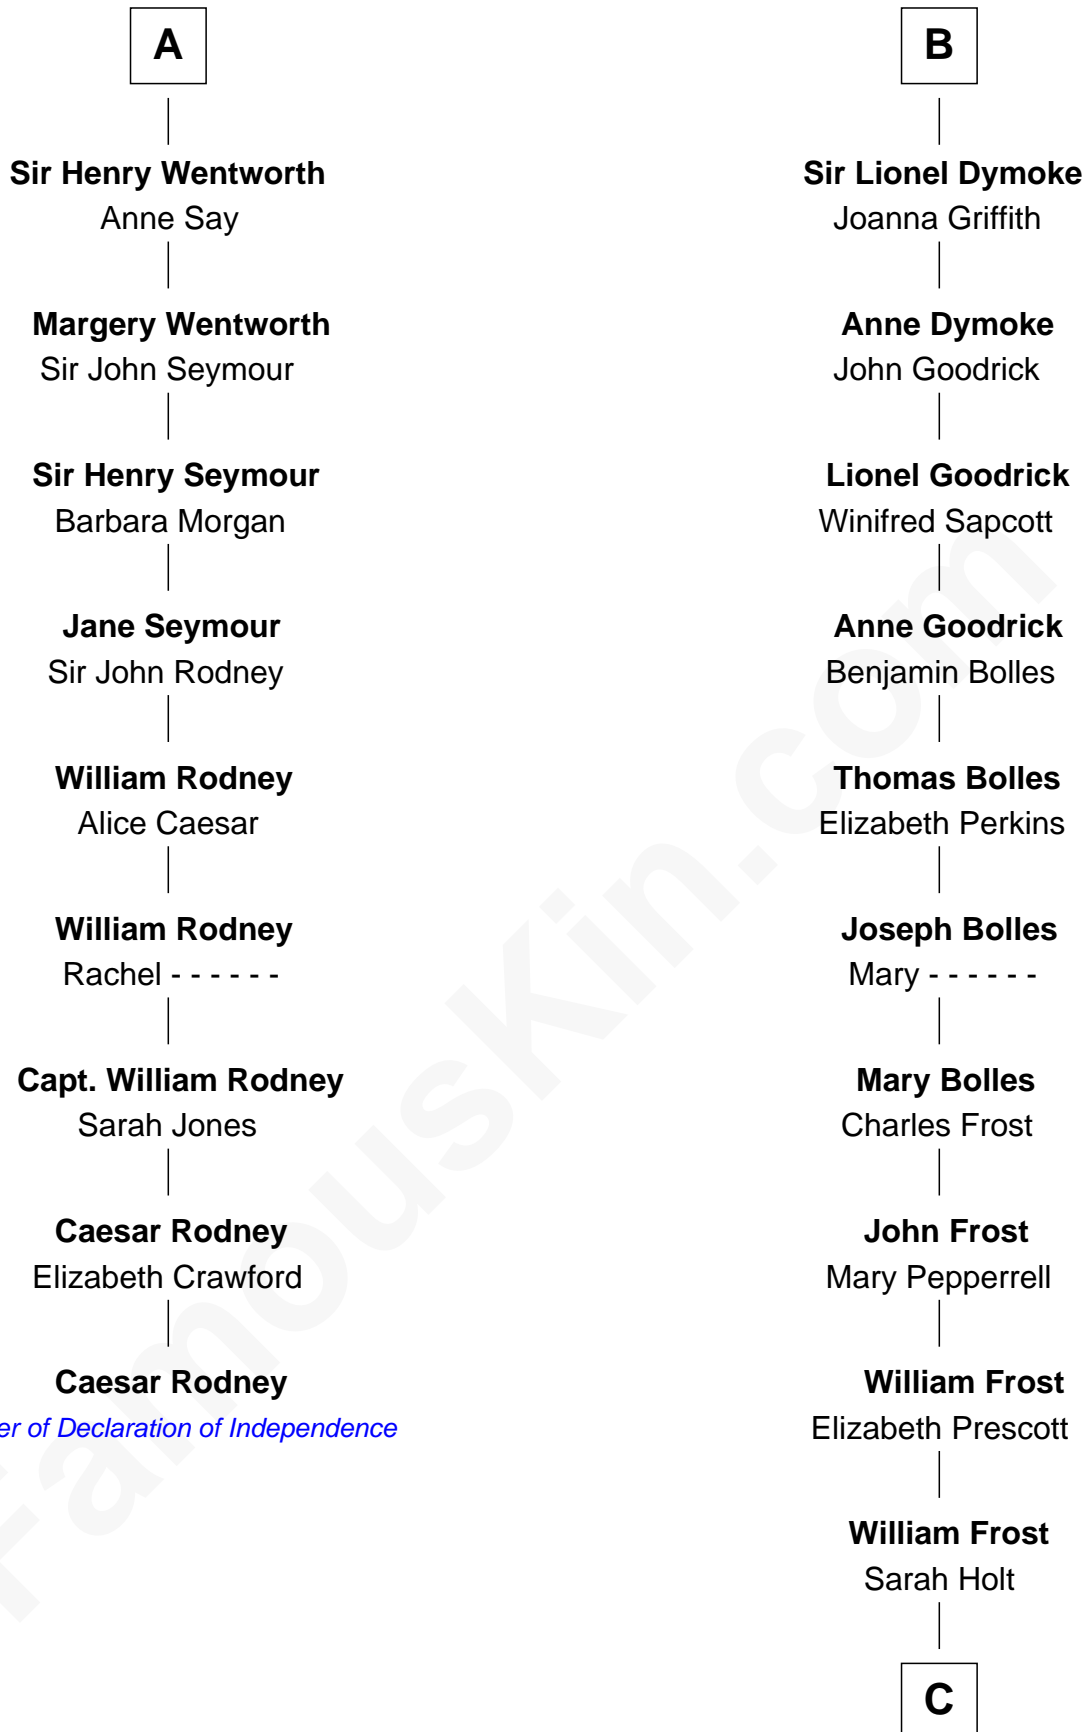 A
Sir Henry Wentworth
Anne Say
Margery Wentworth
Sir John Seymour
Sir Henry Seymour
Barbara Morgan
Jane Seymour
Sir John Rodney
William Rodney
Alice Caesar
William Rodney
Rachel - - - - - -
Capt. William Rodney
Sarah Jones
Caesar Rodney
Elizabeth Crawford
Caesar Rodney
er of Declaration of Independence
B
Sir Lionel Dymoke
Joanna Griffith
Anne Dymoke
John Goodrick
Lionel Goodrick
Winifred Sapcott
Anne Goodrick
Benjamin Bolles
Thomas Bolles
Elizabeth Perkins
Joseph Bolles
Mary - - - - - -
Mary Bolles
Charles Frost
John Frost
Mary Pepperrell
William Frost
Elizabeth Prescott
William Frost
Sarah Holt
C
FamousKin.com